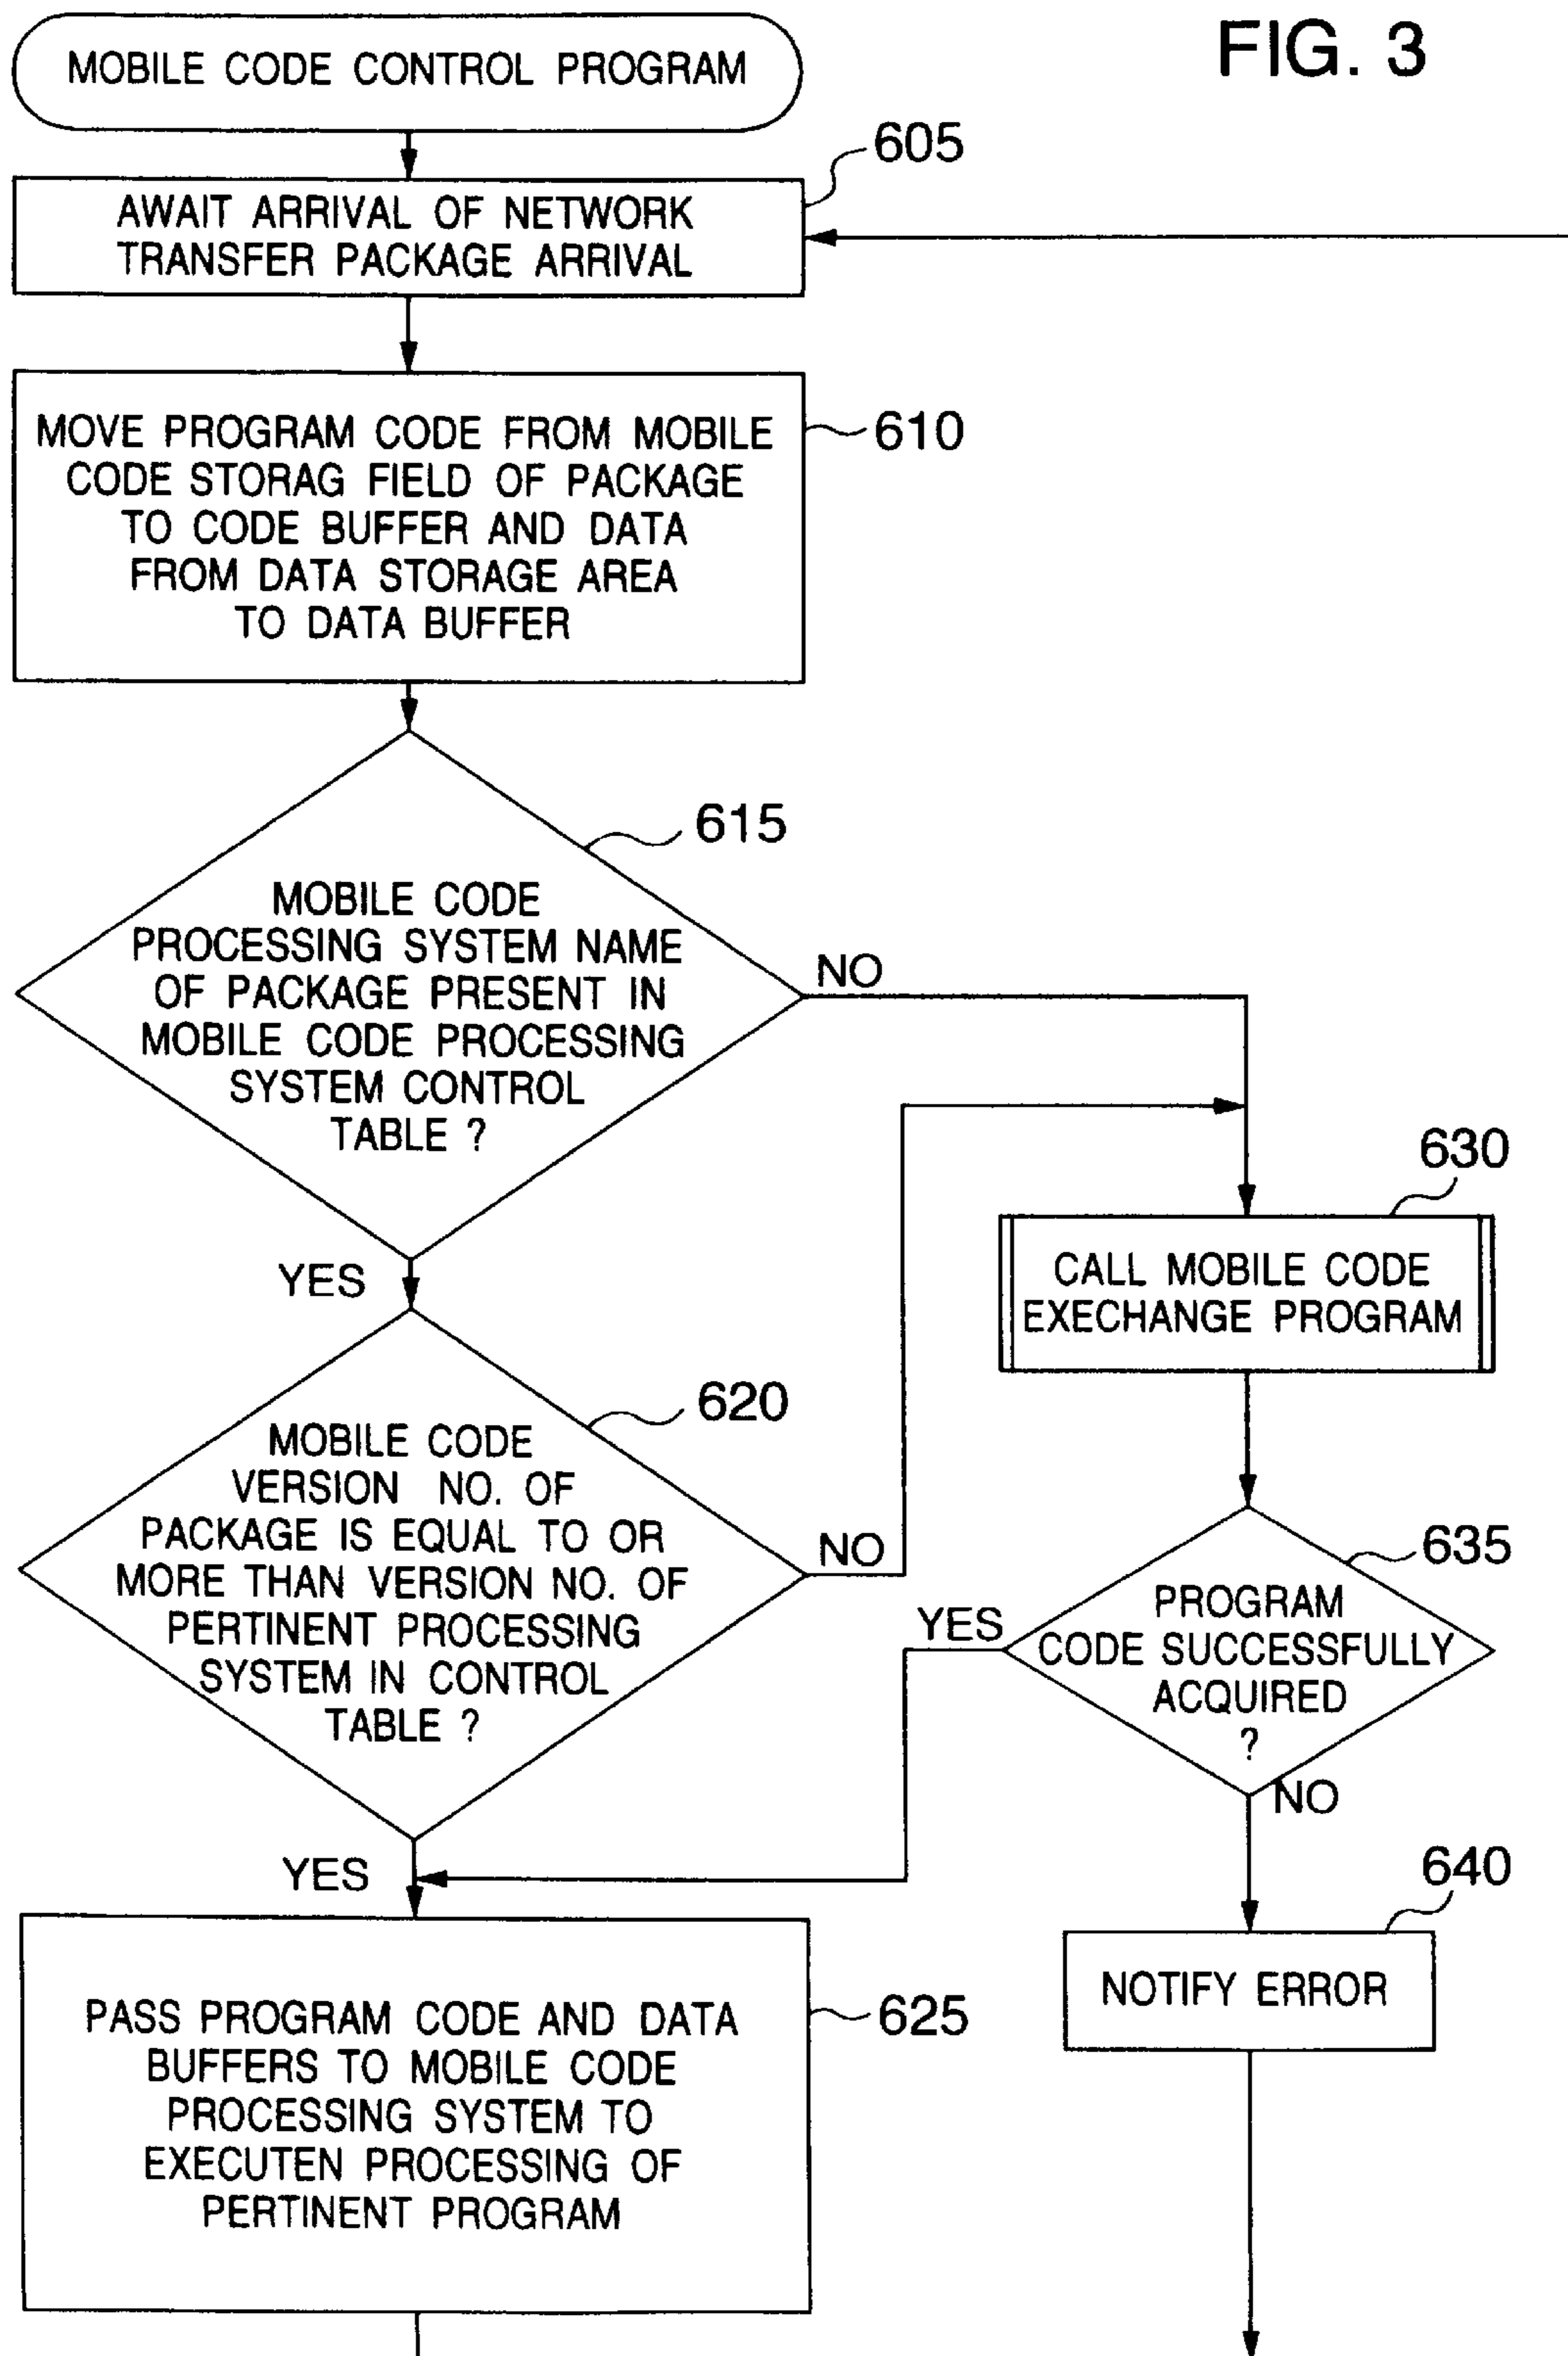 FIG. 3
MOBILE CODE CONTROL PROGRAM
605
AWAIT ARRIVAL OF NETWORK
TRANSFER PACKAGE ARRIVAL
610
MOVE PROGRAM CODE FROM MOBILE
CODE STORAG FIELD OF PACKAGE
TO CODE BUFFER AND DATA
FROM DATA STORAGE AREA
TO DATA BUFFER
615
MOBILE CODE
PROCESSING SYSTEM NAME
OF PACKAGE PRESENT IN
MOBILE CODE PROCESSING
SYSTEM CONTROL
TABLE ?
NO
YES
630
CALL MOBILE CODE
EXECHANGE PROGRAM
620
MOBILE CODE
VERSION NO. OF
PACKAGE IS EQUAL TO OR
MORE THAN VERSION NO. OF
PERTINENT PROCESSING
SYSTEM IN CONTROL
TABLE ?
NO
YES
635
PROGRAM
CODE SUCCESSFULLY
ACQUIRED
?
YES
NO
640
NOTIFY ERROR
625
PASS PROGRAM CODE AND DATA
BUFFERS TO MOBILE CODE
PROCESSING SYSTEM TO
EXECUTEN PROCESSING OF
PERTINENT PROGRAM